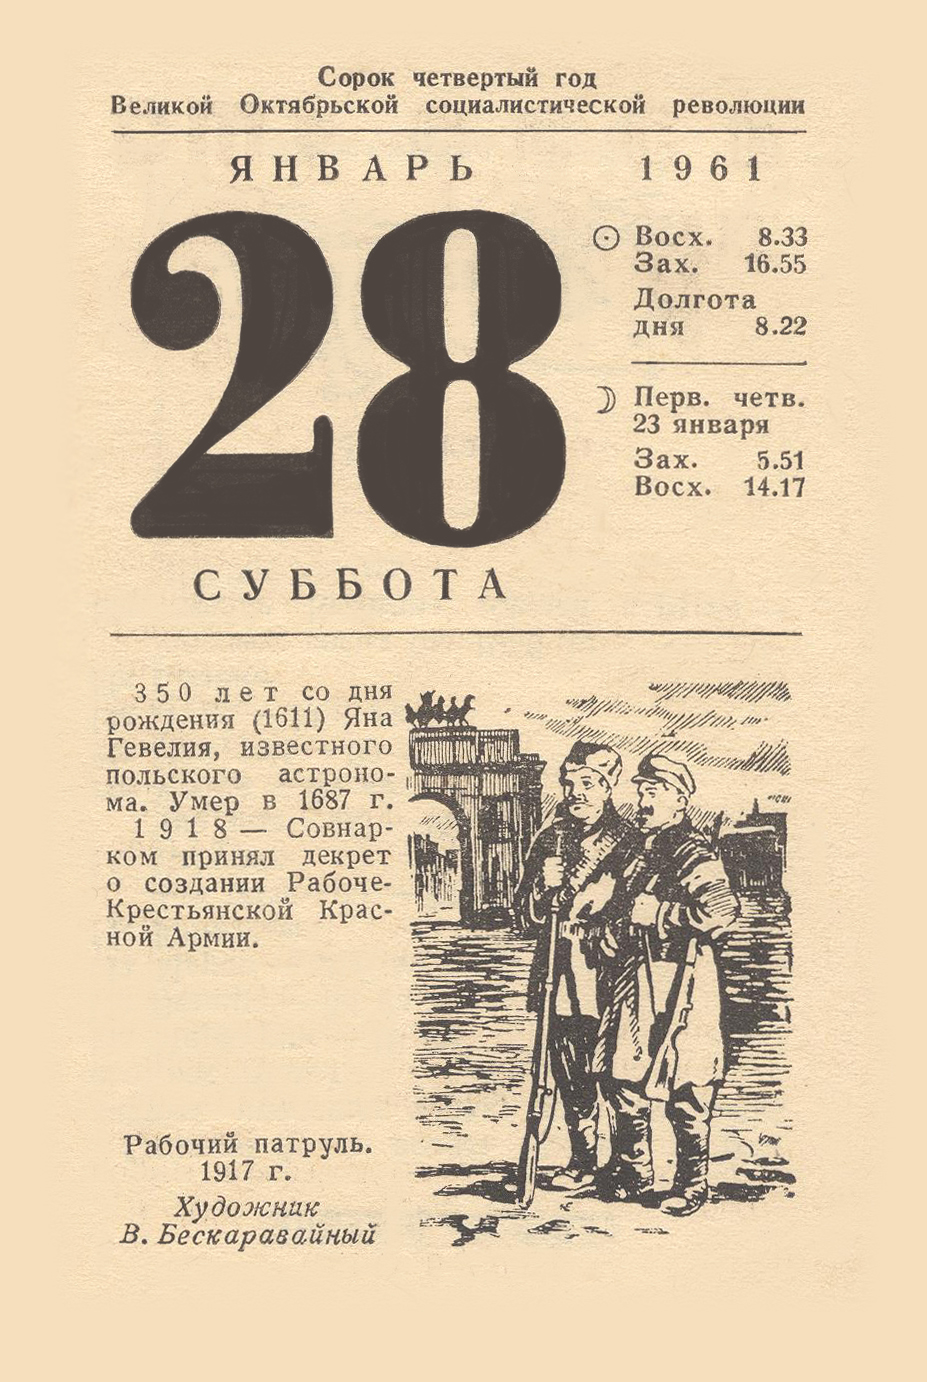 Сорок четвертый год
Великой Октябрьской социалистической революции
ЯНВАРЬ 1961
28
Восх. 8.33
Зах. 16.55
Долгота
дня 8.22
Перв. четв.
23 января
Зах. 5.51
Восх. 14.17
СУББОТА
350 лет со дня
рождения (1611) Яна
Гевелия, известного
польского астроно-
ма. Умер в 1687 г.
1918 — Совнар-
ком принял декрет
о создании Рабоче-
Крестьянской Крас-
ной Армии.
Рабочий патруль.
1917 г.
Художник
В. Бескаравайный